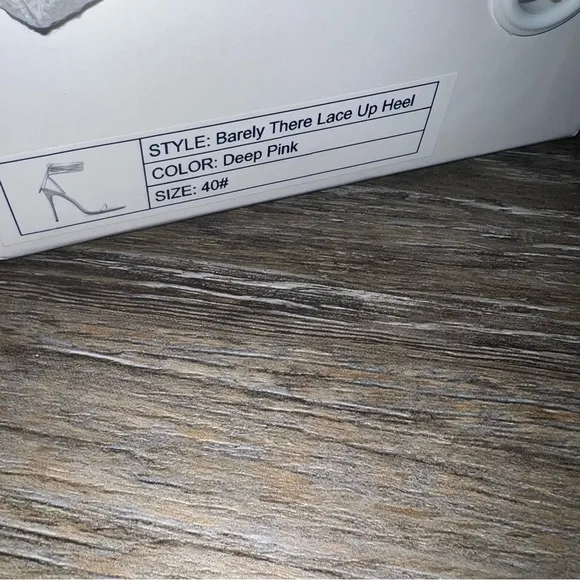 STYLE: Barely There Lace Up Heel
COLOR: Deep Pink
SIZE: 40#